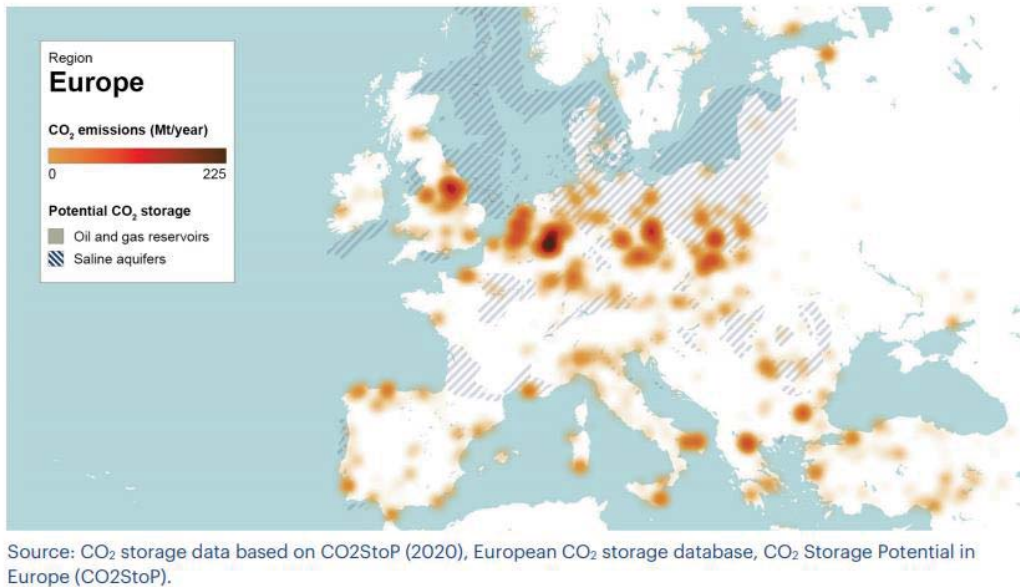 Region
Europe
CO₂ emissions (Mt/year)
0 225
Potential CO₂ storage
Oil and gas reservoirs
Saline aquifers
Source: CO₂ storage data based on CO2StoP (2020), European CO₂ storage database, CO₂ Storage Potential in
Europe (CO2StoP).